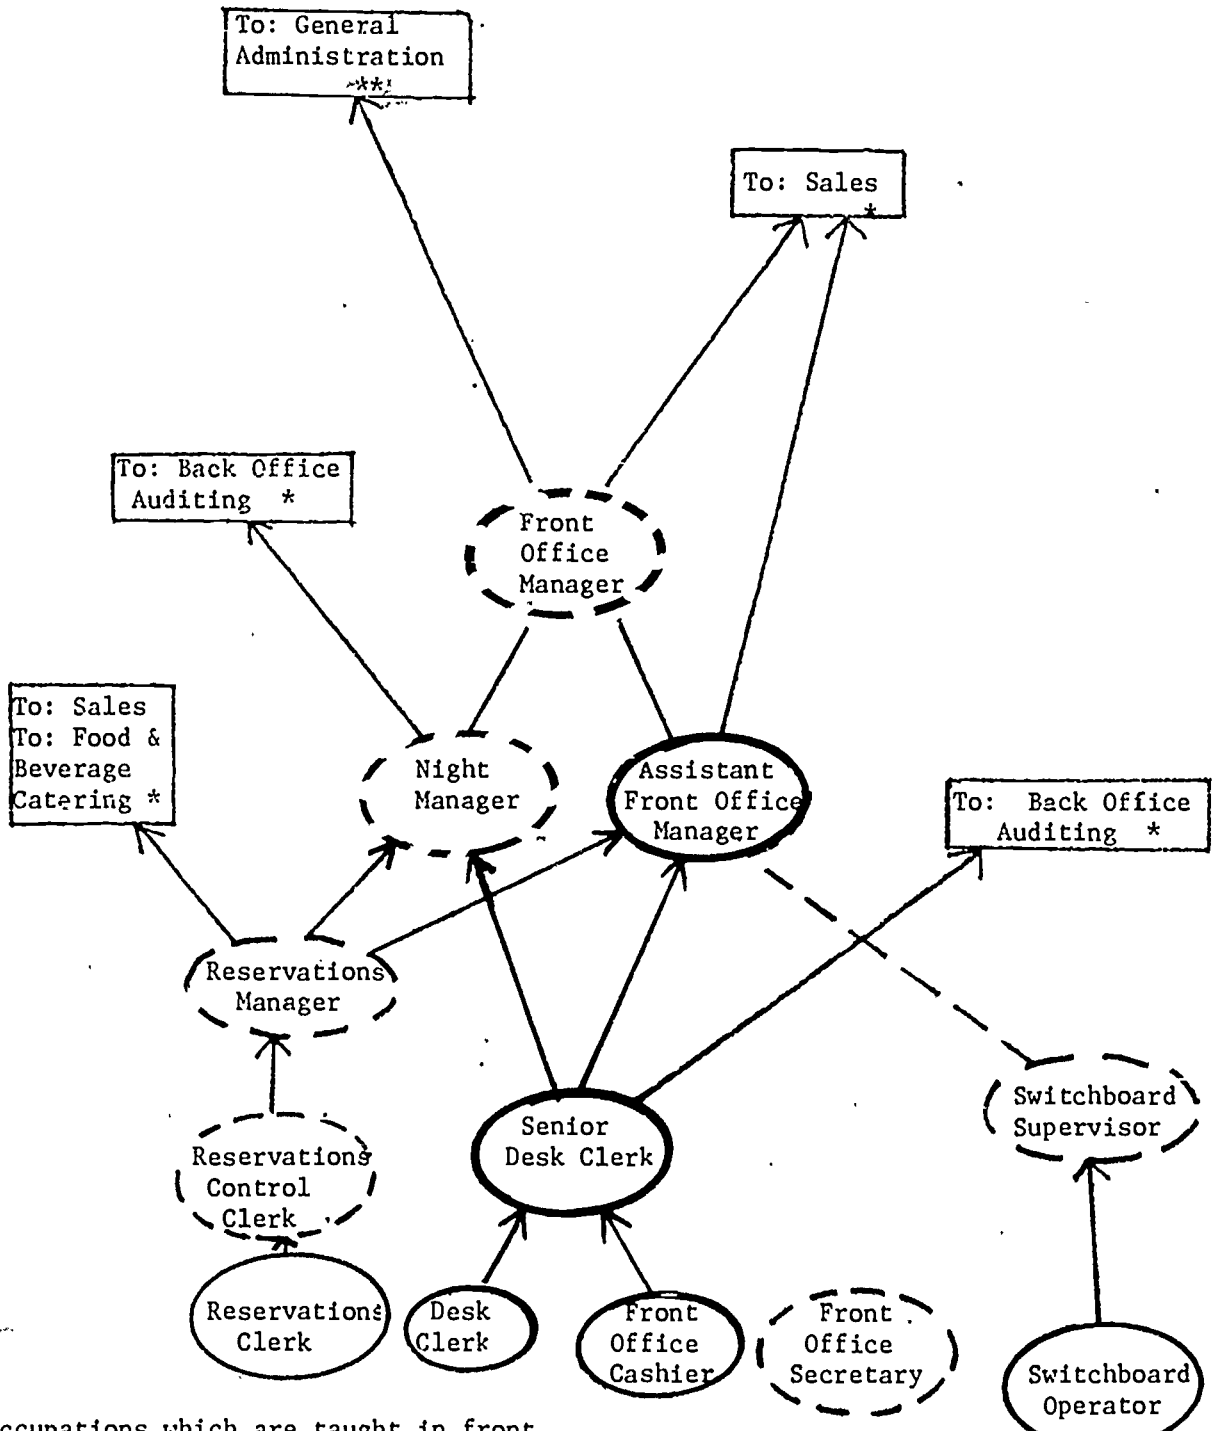 To: General
Administration
**
To: Sales
*
To: Back Office
Auditing *
Front
Office
Manager
To: Sales
To: Food &
Beverage
Catering *
Night
Manager
Assistant
Front Office
Manager
To: Back Office
Auditing *
Reservations
Manager
Switchboard
Supervisor
Senior
Desk Clerk
Reservations
Control
Clerk
Reservations
Clerk
Desk
Clerk
Front
Office
Cashier
Front
Office
Secretary
Switchboard
Operator
which are taught in front